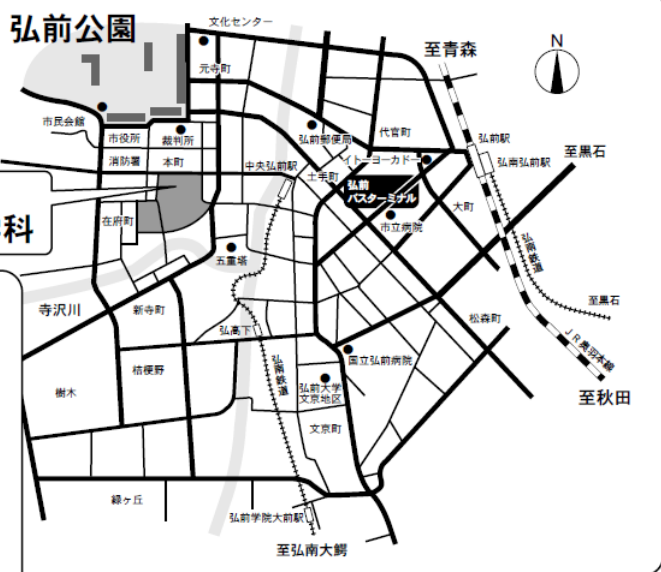 弘前公園
文化センター
N
至青森
元寺町
市民会館
市役所
裁判所
弘前郵便局
代官町
弘前駅
消防署
本町
中央弘前駅
イトーヨーカドー
弘南弘前駅
至黒石
土手町
弘前
バスターミナル
大町
在府町
市立病院
科
五重塔
弘南鉄道
至黒石
寺沢川
新寺町
松森町
弘高下
JR奥羽本線
国立弘前病院
桔梗野
弘南鉄道
至秋田
樹木
弘前大学
文京地区
文京町
緑ヶ丘
弘前学院大前駅
至弘南大鰐